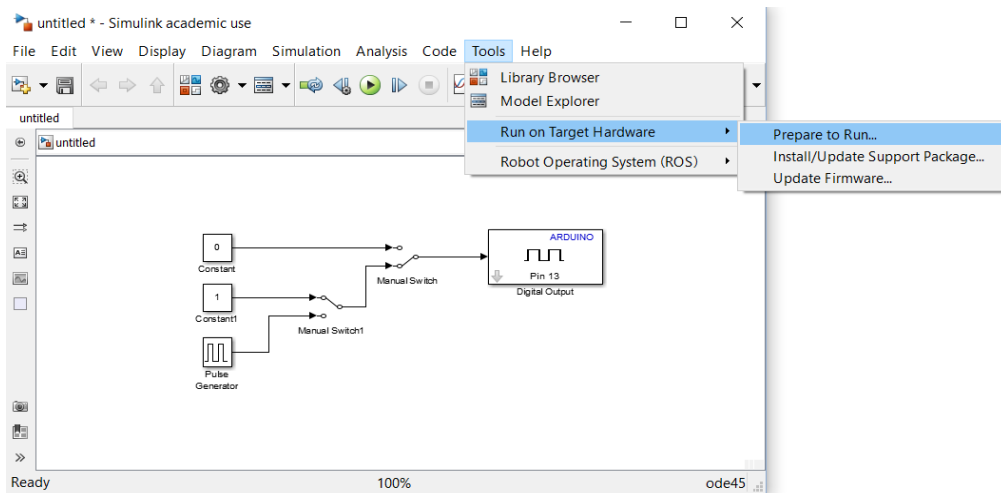 untitled * - Simulink academic use
File Edit View Display Diagram Simulation Analysis Code Tools Help
Library Browser
Model Explorer
untitled
Run on Target Hardware
Prepare to Run...
untitled
Install/Update Support Package...
Robot Operating System (ROS)
Update Firmware...
0
Constant
ARDUINO
Pin 13
Digital Output
Manual Switch
1
Constant1
Manual Switch1
Pulse
Generator
Ready 100% ode45